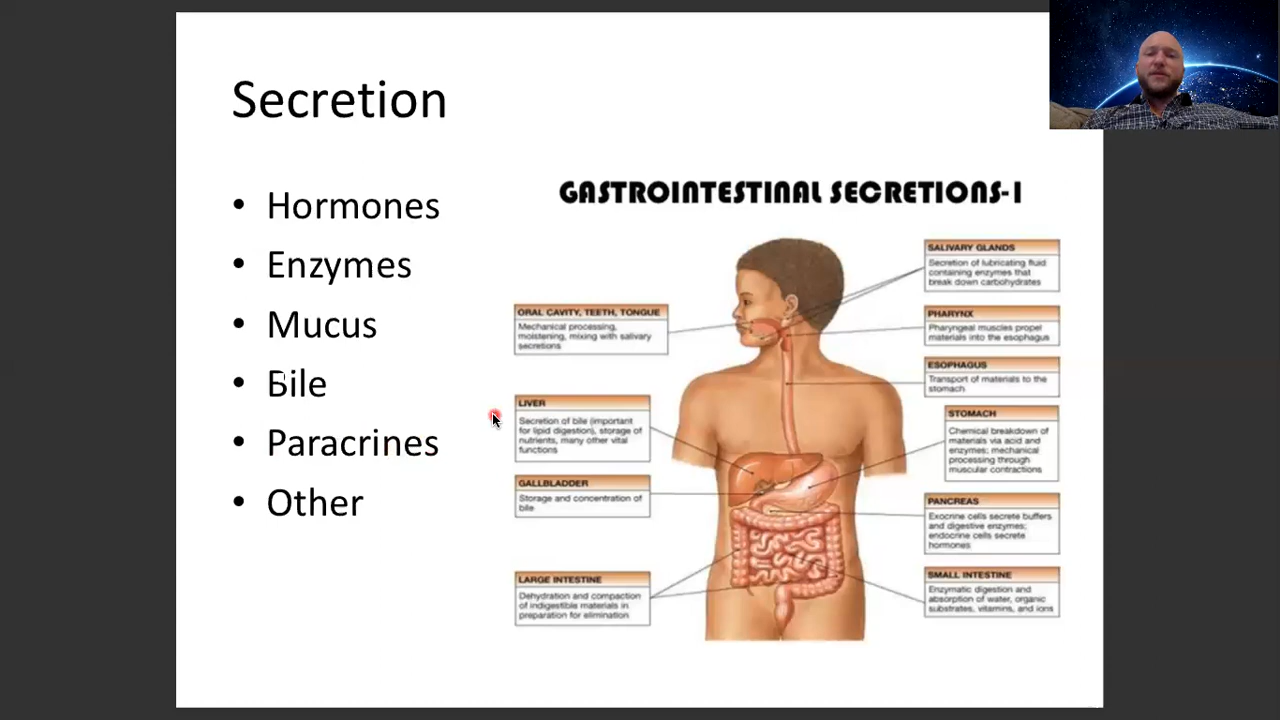 Secretion
• Hormones
• Enzymes
• Mucus
• Bile
• Paracrines
• Other
GASTROINTESTINAL SECRETIONS-I
ORAL CAVITY, TEETH, TONGUE
Mechanical processing,
moistening, mixing with salivary
secretions
LIVER
Secretion of bile (important
for lipid digestion), storage of
nutrients, many other vital
functions
GALLBLADDER
Storage and concentration of
bile
LARGE INTESTINE
Dehydration and compaction
of indigestible materials in
preparation for elimination
SALIVARY GLANDS
Secretion of lubricating fluid
containing enzymes that
break down carbohydrates
PHARYNX
Pharyngeal muscles propel
materials into the esophagus
ESOPHAGUS
Transport of materials to the
stomach
STOMACH
Chemical breakdown of
materials via acid and
enzymes; mechanical
processing through
muscular contractions
PANCREAS
Exocrine cells secrete buffers
and digestive enzymes;
endocrine cells secrete
hormones
SMALL INTESTINE
Enzymatic digestion and
absorption of water, organic
substrates, vitamins, and ions